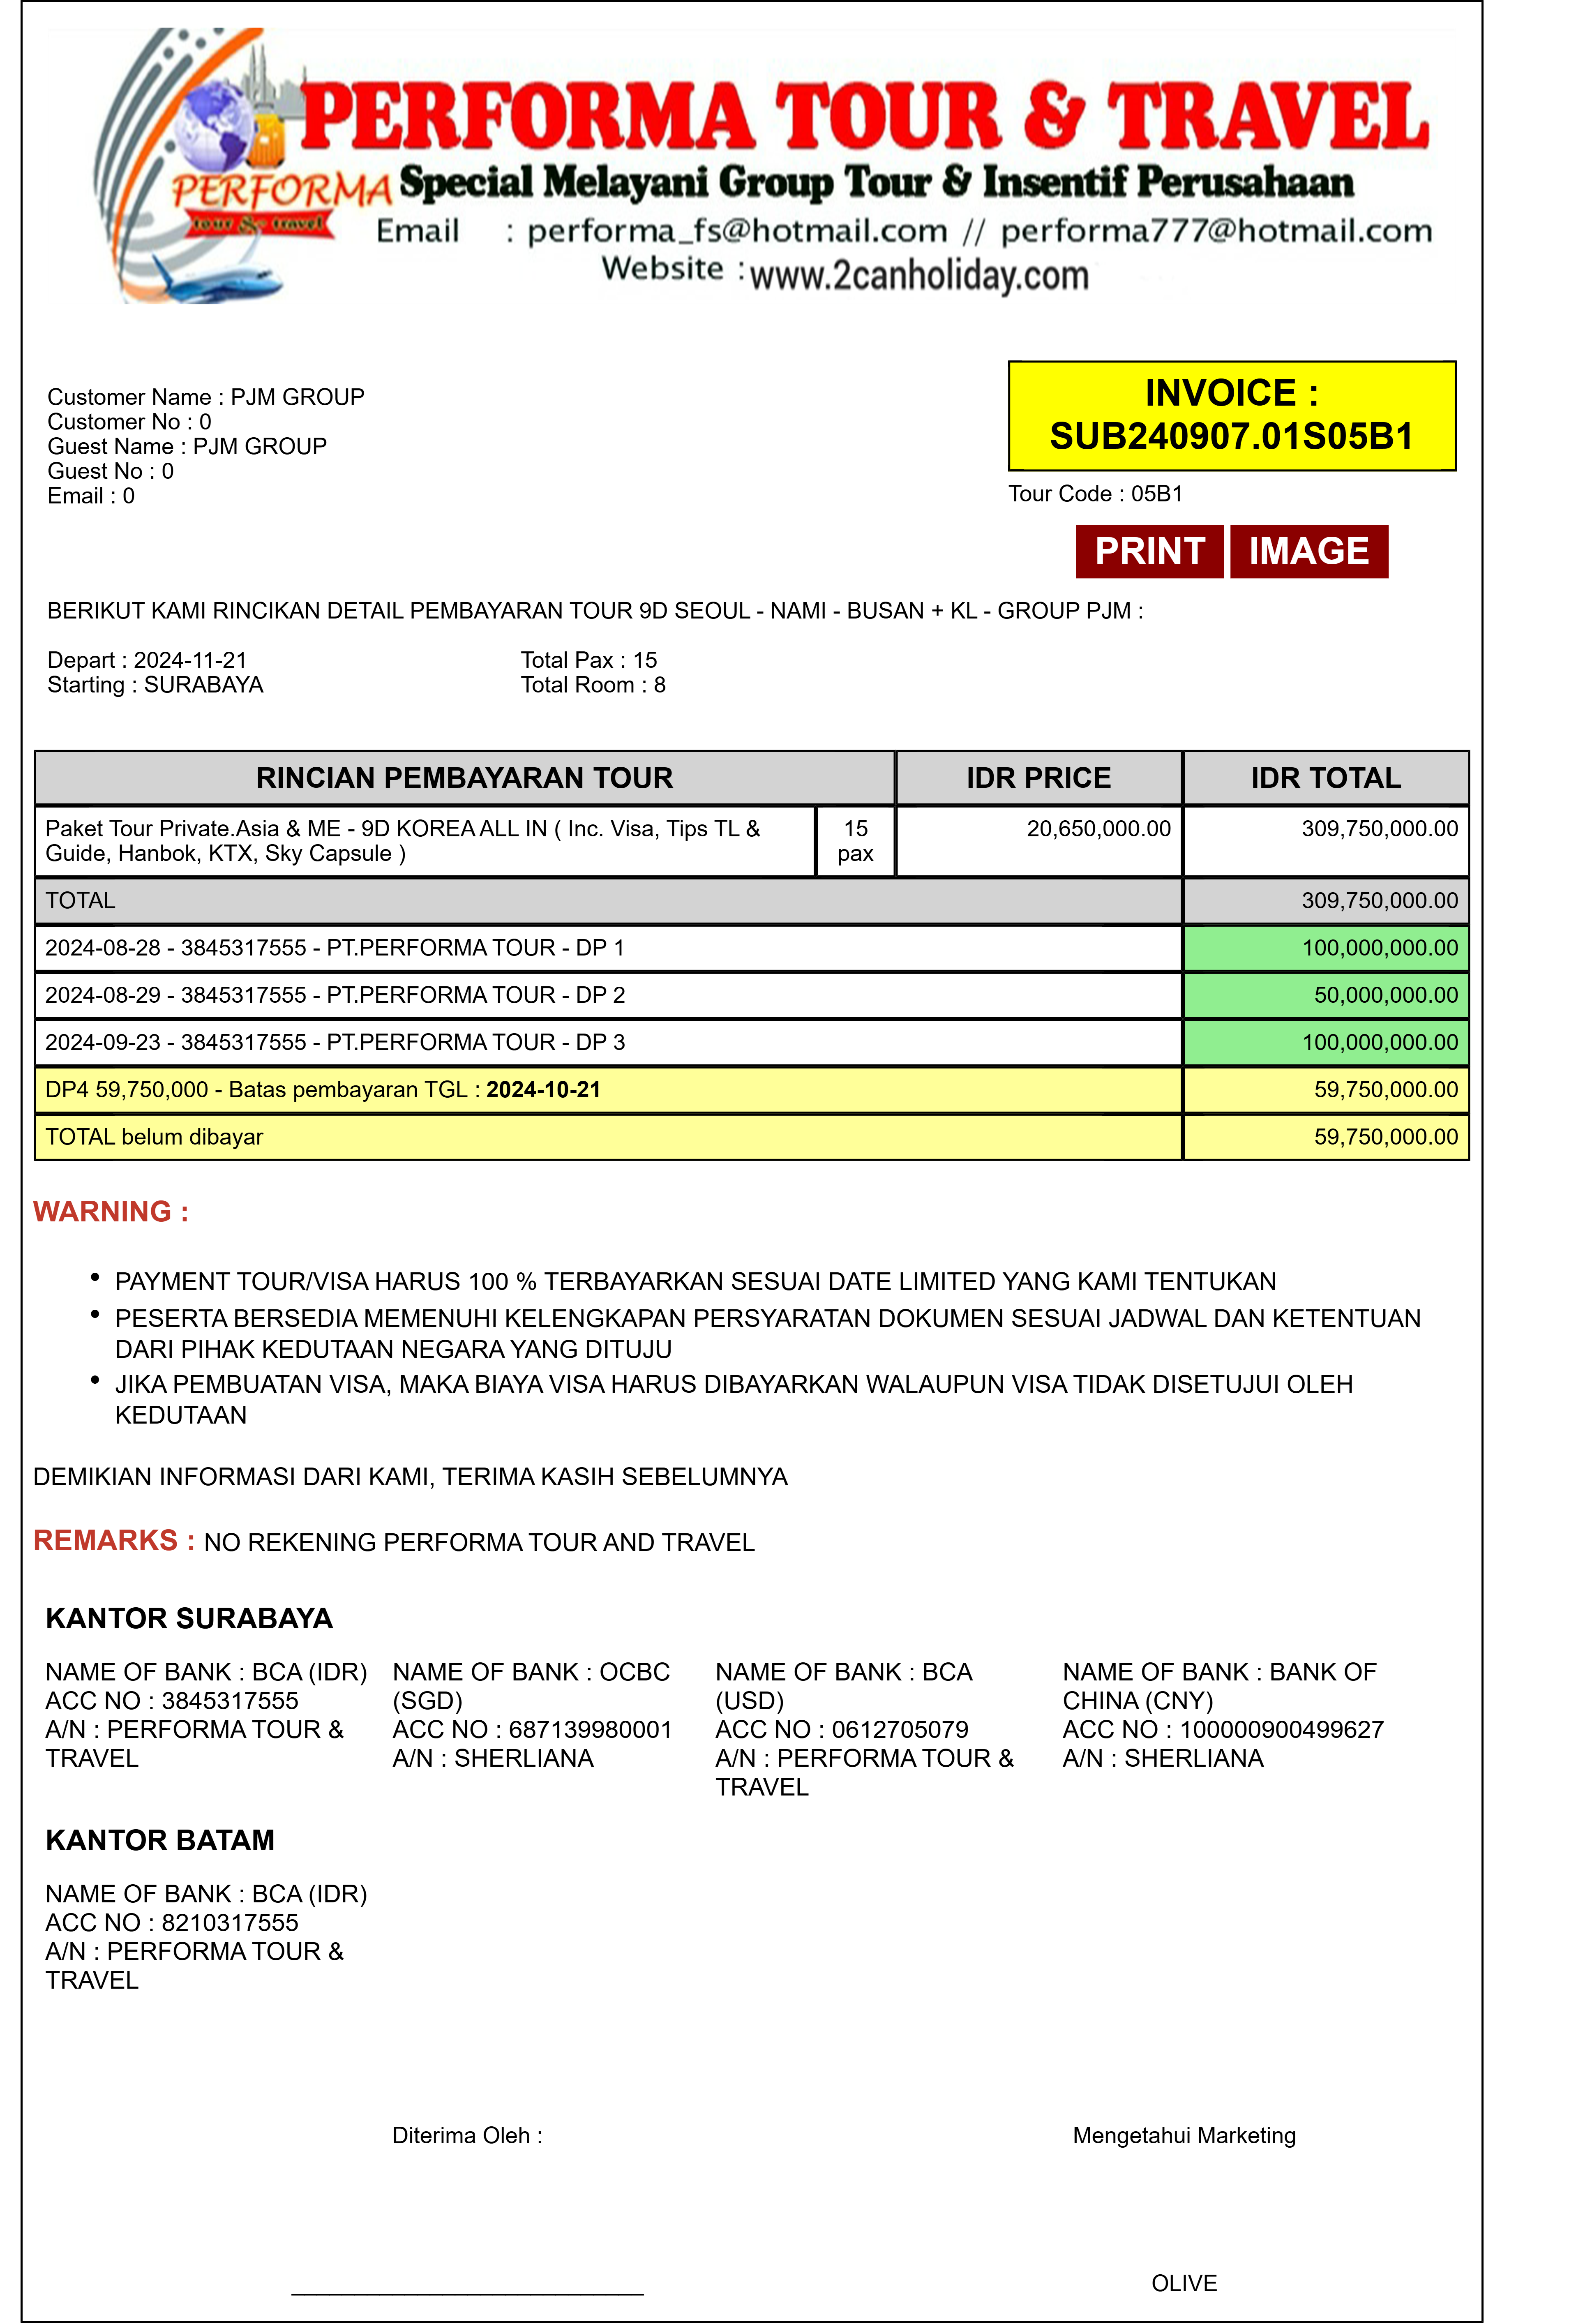 PERFORMA TOUR & TRAVEL
PERFORMA
tour & travel
Special Melayani Group Tour & Insentif Perusahaan
Email : performa_fs@hotmail.com // performa777@hotmail.com
Website : www.2canholiday.com
Customer Name : PJM GROUP
Customer No : 0
Guest Name : PJM GROUP
Guest No : 0
Email : 0
INVOICE :
SUB240907.01S05B1
Tour Code : 05B1
PRINT IMAGE
BERIKUT KAMI RINCIKAN DETAIL PEMBAYARAN TOUR 9D SEOUL - NAMI - BUSAN + KL - GROUP PJM :
Depart : 2024-11-21 Total Pax : 15
Starting : SURABAYA Total Room : 8
RINCIAN PEMBAYARAN TOUR IDR PRICE IDR TOTAL
Paket Tour Private.Asia & ME - 9D KOREA ALL IN ( Inc. Visa, Tips TL & 15 20,650,000.00 309,750,000.00
Guide, Hanbok, KTX, Sky Capsule ) pax
TOTAL 309,750,000.00
2024-08-28 - 3845317555 - PT.PERFORMA TOUR - DP 1 100,000,000.00
2024-08-29 - 3845317555 - PT.PERFORMA TOUR - DP 2 50,000,000.00
2024-09-23 - 3845317555 - PT.PERFORMA TOUR - DP 3 100,000,000.00
DP4 59,750,000 - Batas pembayaran TGL : 2024-10-21 59,750,000.00
TOTAL belum dibayar 59,750,000.00
WARNING :
• PAYMENT TOUR/VISA HARUS 100 % TERBAYARKAN SESUAI DATE LIMITED YANG KAMI TENTUKAN
• PESERTA BERSEDIA MEMENUHI KELENGKAPAN PERSYARATAN DOKUMEN SESUAI JADWAL DAN KETENTUAN
DARI PIHAK KEDUTAAN NEGARA YANG DITUJU
• JIKA PEMBUATAN VISA, MAKA BIAYA VISA HARUS DIBAYARKAN WALAUPUN VISA TIDAK DISETUJUI OLEH
KEDUTAAN
DEMIKIAN INFORMASI DARI KAMI, TERIMA KASIH SEBELUMNYA
REMARKS : NO REKENING PERFORMA TOUR AND TRAVEL
KANTOR SURABAYA
NAME OF BANK : BCA (IDR)
ACC NO : 3845317555
A/N : PERFORMA TOUR &
TRAVEL
NAME OF BANK : OCBC
(SGD)
ACC NO : 687139980001
A/N : SHERLIANA
NAME OF BANK : BCA
(USD)
ACC NO : 0612705079
A/N : PERFORMA TOUR &
TRAVEL
NAME OF BANK : BANK OF
CHINA (CNY)
ACC NO : 100000900499627
A/N : SHERLIANA
KANTOR BATAM
NAME OF BANK : BCA (IDR)
ACC NO : 8210317555
A/N : PERFORMA TOUR &
TRAVEL
Diterima Oleh : Mengetahui Marketing
OLIVE